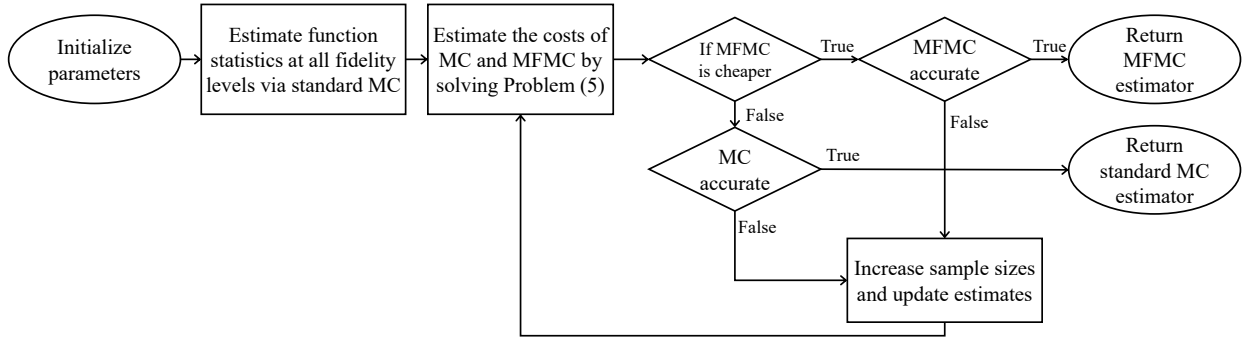 Initialize
parameters
Estimate function
statistics at all fidelity
levels via standard MC
Estimate the costs of
MC and MFMC by
solving Problem (5)
If MFMC
is cheaper
True
MFMC
accurate
True
Return
MFMC
estimator
False
False
MC
accurate
True
Return
standard MC
estimator
False
Increase sample sizes
and update estimates